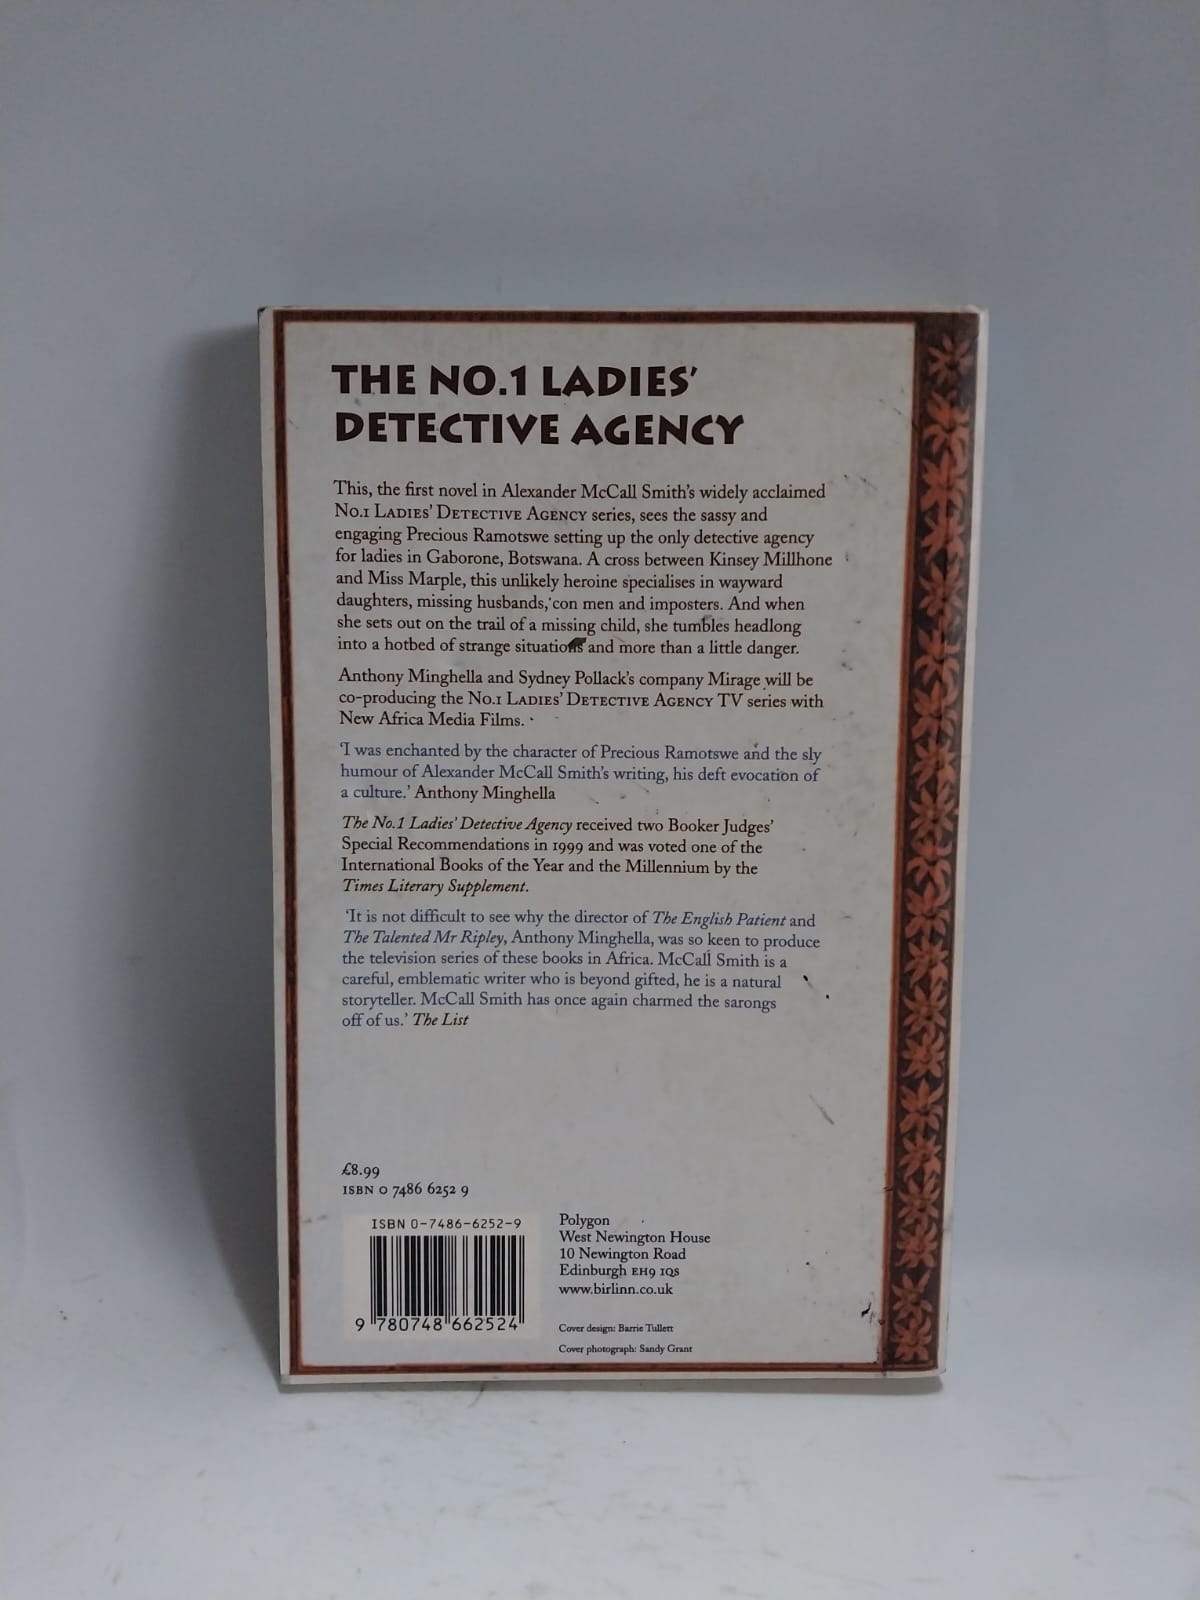 THE NO.1 LADIES'
DETECTIVE AGENCY
This, the first novel in Alexander McCall Smith's widely acclaimed
No.1 Ladies' Detective Agency series, sees the sassy and
engaging Precious Ramotswe setting up the only detective agency
for ladies in Gaborone, Botswana. A cross between Kinsey Millhone
and Miss Marple, this unlikely heroine specialises in wayward
daughters, missing husbands, con men and imposters. And when
she sets out on the trail of a missing child, she tumbles headlong
into a hotbed of strange situations and more than a little danger.
Anthony Minghella and Sydney Pollack's company Mirage will be
co-producing the No.1 Ladies' Detective Agency TV series with
New Africa Media Films.
'I was enchanted by the character of Precious Ramotswe and the sly
humour of Alexander McCall Smith's writing, his deft evocation of
a culture.' Anthony Minghella
The No.1 Ladies' Detective Agency received two Booker Judges'
Special Recommendations in 1999 and was voted one of the
International Books of the Year and the Millennium by the
Times Literary Supplement.
'It is not difficult to see why the director of The English Patient and
The Talented Mr Ripley, Anthony Minghella, was so keen to produce
the television series of these books in Africa. McCall Smith is a
careful, emblematic writer who is beyond gifted, he is a natural
storyteller. McCall Smith has once again charmed the sarongs
off of us.' The List
£8.99
ISBN 0 7486 6252 9
ISBN 0-7486-6252-9
9 780748 662524
Polygon
West Newington House
10 Newington Road
Edinburgh EH9 1QS
www.birlinn.co.uk
Cover design: Barrie Tullett
Cover photograph: Sandy Grant